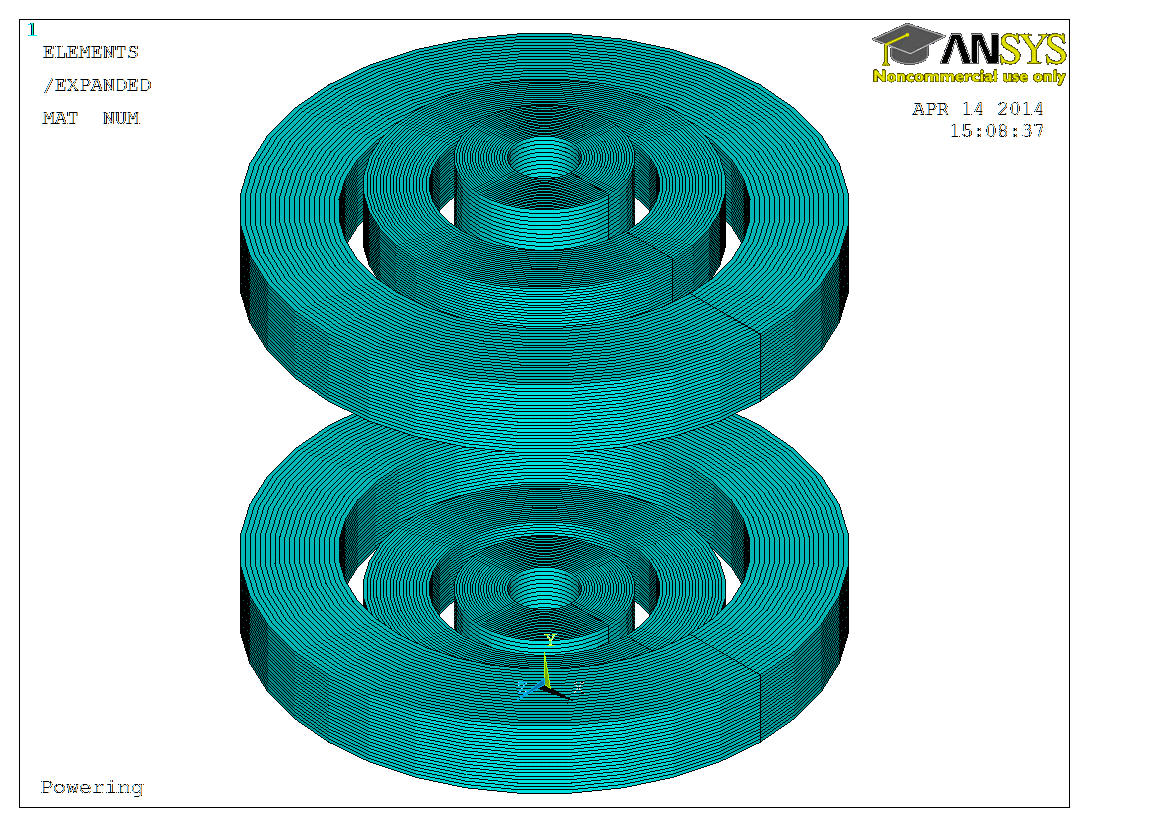 1
ELEMENTS
/EXPANDED
MAT NUM
ANSYS
Noncommercial use only
APR 14 2014
15:08:37
Y
Powering